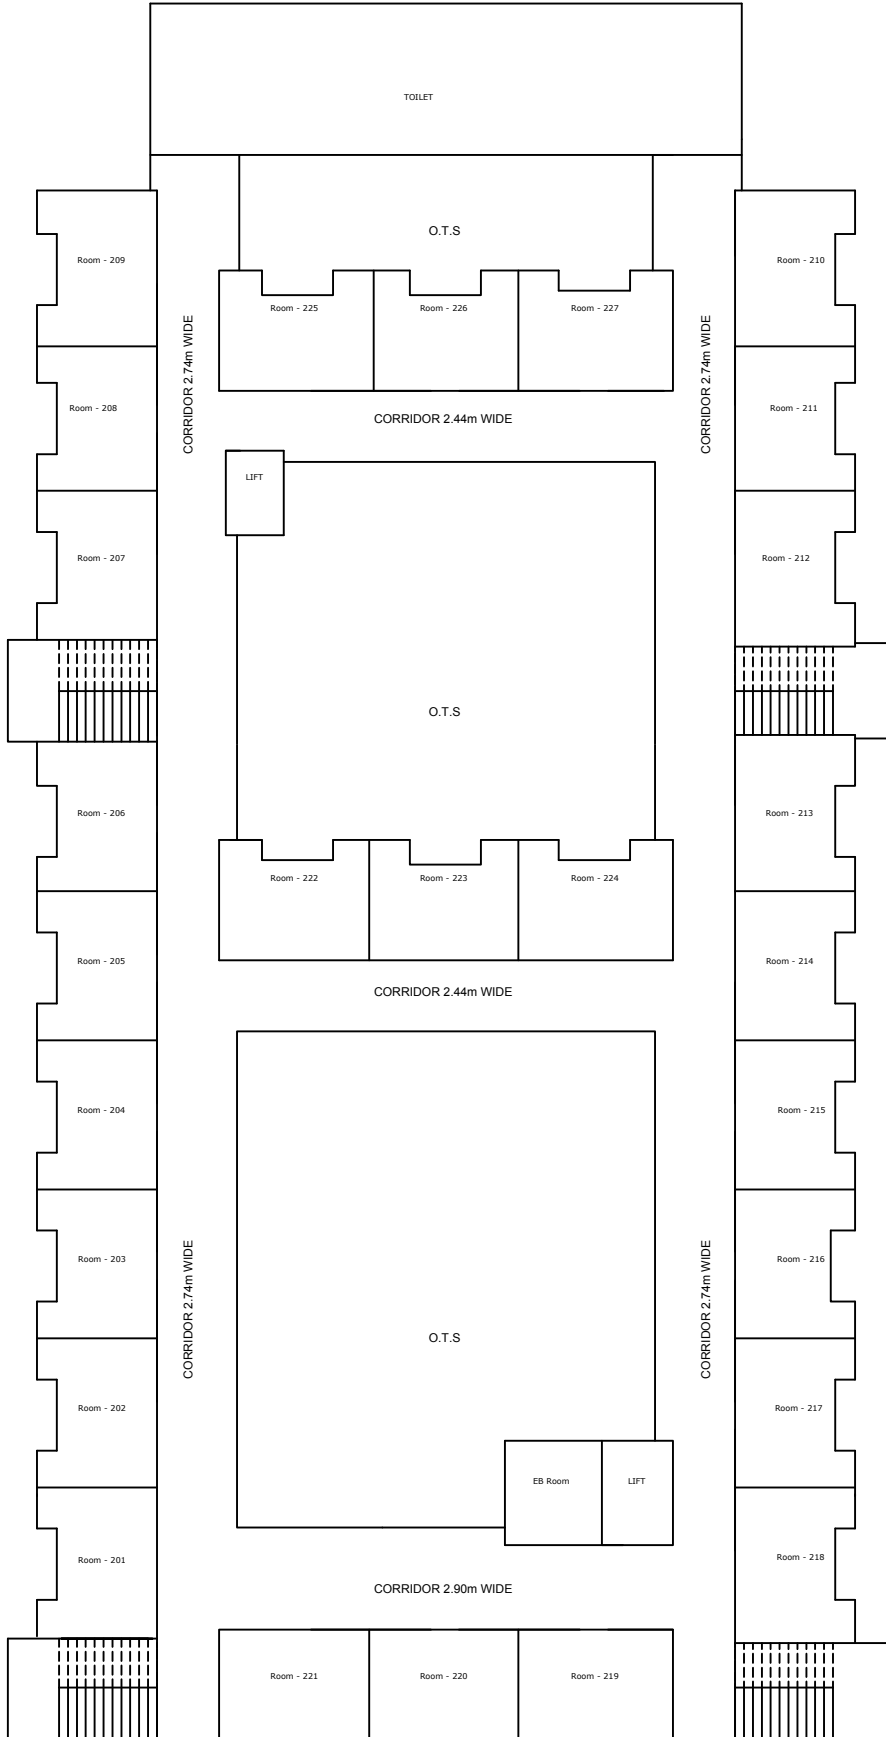 TOILET
O.T.S
Room - 209
Room - 210
Room - 225
Room - 226
Room - 227
CORRIDOR 2.74m WIDE
CORRIDOR 2.74m WIDE
Room - 208
Room - 211
CORRIDOR 2.44m WIDE
LIFT
Room - 207
Room - 212
O.T.S
Room - 206
Room - 213
Room - 222
Room - 223
Room - 224
Room - 205
Room - 214
CORRIDOR 2.44m WIDE
Room - 204
Room - 215
Room - 203
Room - 216
CORRIDOR 2.74m WIDE
CORRIDOR 2.74m WIDE
O.T.S
Room - 202
Room - 217
EB Room
LIFT
Room - 201
Room - 218
CORRIDOR 2.90m WIDE
Room - 221
Room - 220
Room - 219